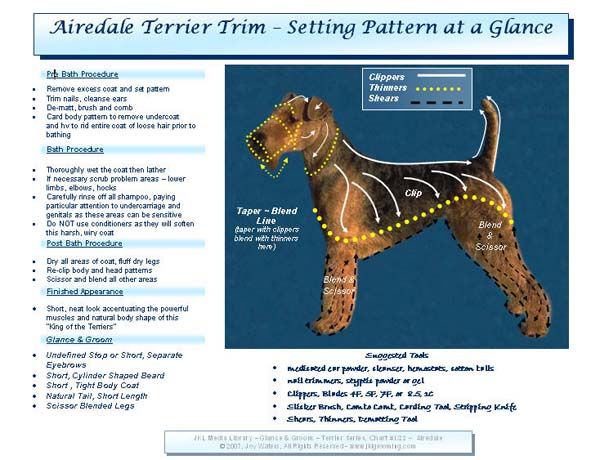 Airedale Terrier Trim – Setting Pattern at a Glance
Pre Bath Procedure
Remove excess coat and set pattern
Trim nails, cleanse ears
De-matt, brush and comb
Card body pattern to remove undercoat
and hv to rid entire coat of loose hair prior to
bathing
Bath Procedure
Thoroughly wet the coat then lather
If necessary scrub problem areas – lower
limbs, elbows, hocks
Carefully rinse off all shampoo, paying
particular attention to undercarriage and
genitals as these areas can be sensitive
Do NOT use conditioners as they will soften
this harsh, wiry coat
Post Bath Procedure
Dry all areas of coat, fluff dry legs
Re-clip body and head patterns
Scissor and blend all other areas
Finished Appearance
Short, neat look accentuating the powerful
muscles and natural body shape of this
"King of the Terriers"
Glance & Groom
Undefined Stop or Short, Separate
Eyebrows
Short, Cylinder Shaped Beard
Short , Tight Body Coat
Natural Tail, Short Length
Scissor Blended Legs
Clippers
Thinners
Shears
Clip
Taper ~ Blend
Line
(taper with clippers
blend with thinners
here)
Blend
&
Scissor
Blend &
Scissor
Suggested Tools
medicated ear powder, cleanser, hemostats, cotton balls
nail trimmers, styptic powder or gel
Clippers, Blades 4F, 5F, 7F, or 8.5, 10
Slicker Brush, Comb, Carding Tool, Stripping Knife
Shears, Thinners, Dematting Tool
JKL Media Library ~ Glance & Groom ~ Terrier Series, Chart ~ Airedale
© 2007, Joy Waters, All Rights Reserved ~